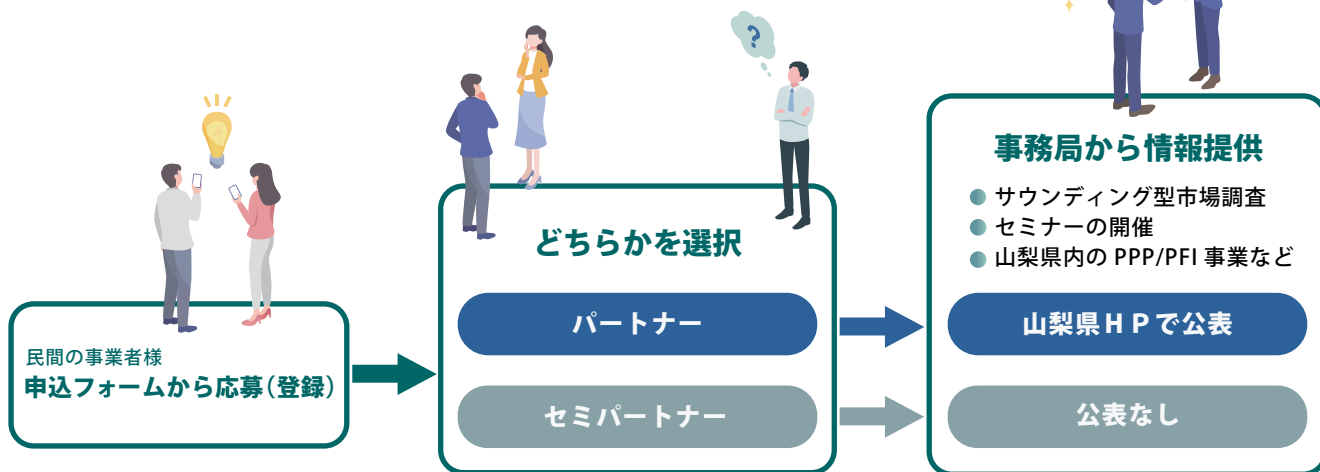 民間の事業者様
申込フォームから応募（登録）
?
どちらかを選択
パートナー
セミパートナー
事務局から情報提供
サウンディング型市場調査
セミナーの開催
山梨県内の PPP/PFI 事業など
山梨県ＨＰで公表
公表なし